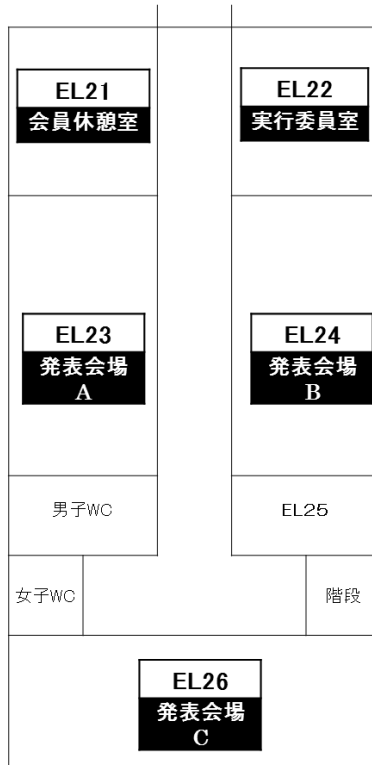 EL21
会員休憩室
EL22
実行委員室
EL23
発表会場
A
EL24
発表会場
B
男子WC
EL25
女子WC
階段
EL26
発表会場
C